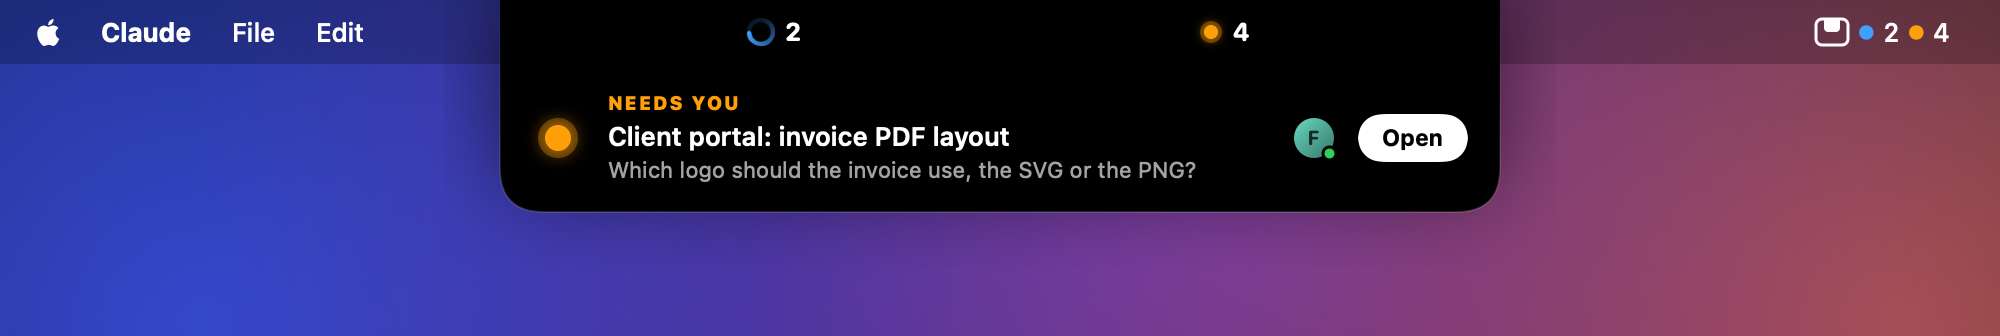 Claude File Edit
2 4
2 4
NEEDS YOU
Client portal: invoice PDF layout
F Open
Which logo should the invoice use, the SVG or the PNG?